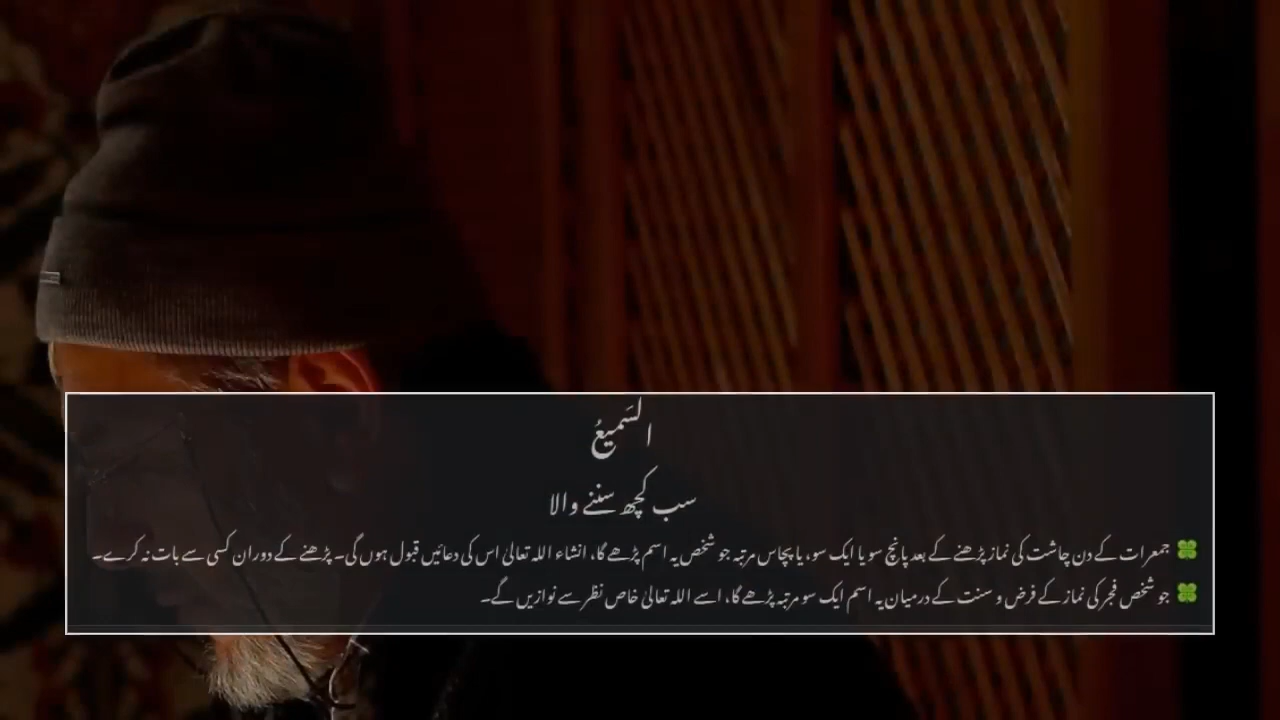 السَمیعُ
سب کچھ سننے والا
🍀 جمعرات کے دن چاشت کی نماز پڑھنے کے بعد پانچ سو یا ایک سو، یا پچاس مرتبہ جو شخص یہ اسم پڑھے گا، انشاء اللہ تعالیٰ اس کی دعائیں قبول ہوں گی۔ پڑھنے کے دوران کسی سے بات نہ کرے۔
🍀 جو شخص فجر کی نماز کے فرض و سنت کے درمیان یہ اسم ایک سو مرتبہ پڑھے گا، اسے اللہ تعالیٰ خاص نظر سے نوازیں گے۔